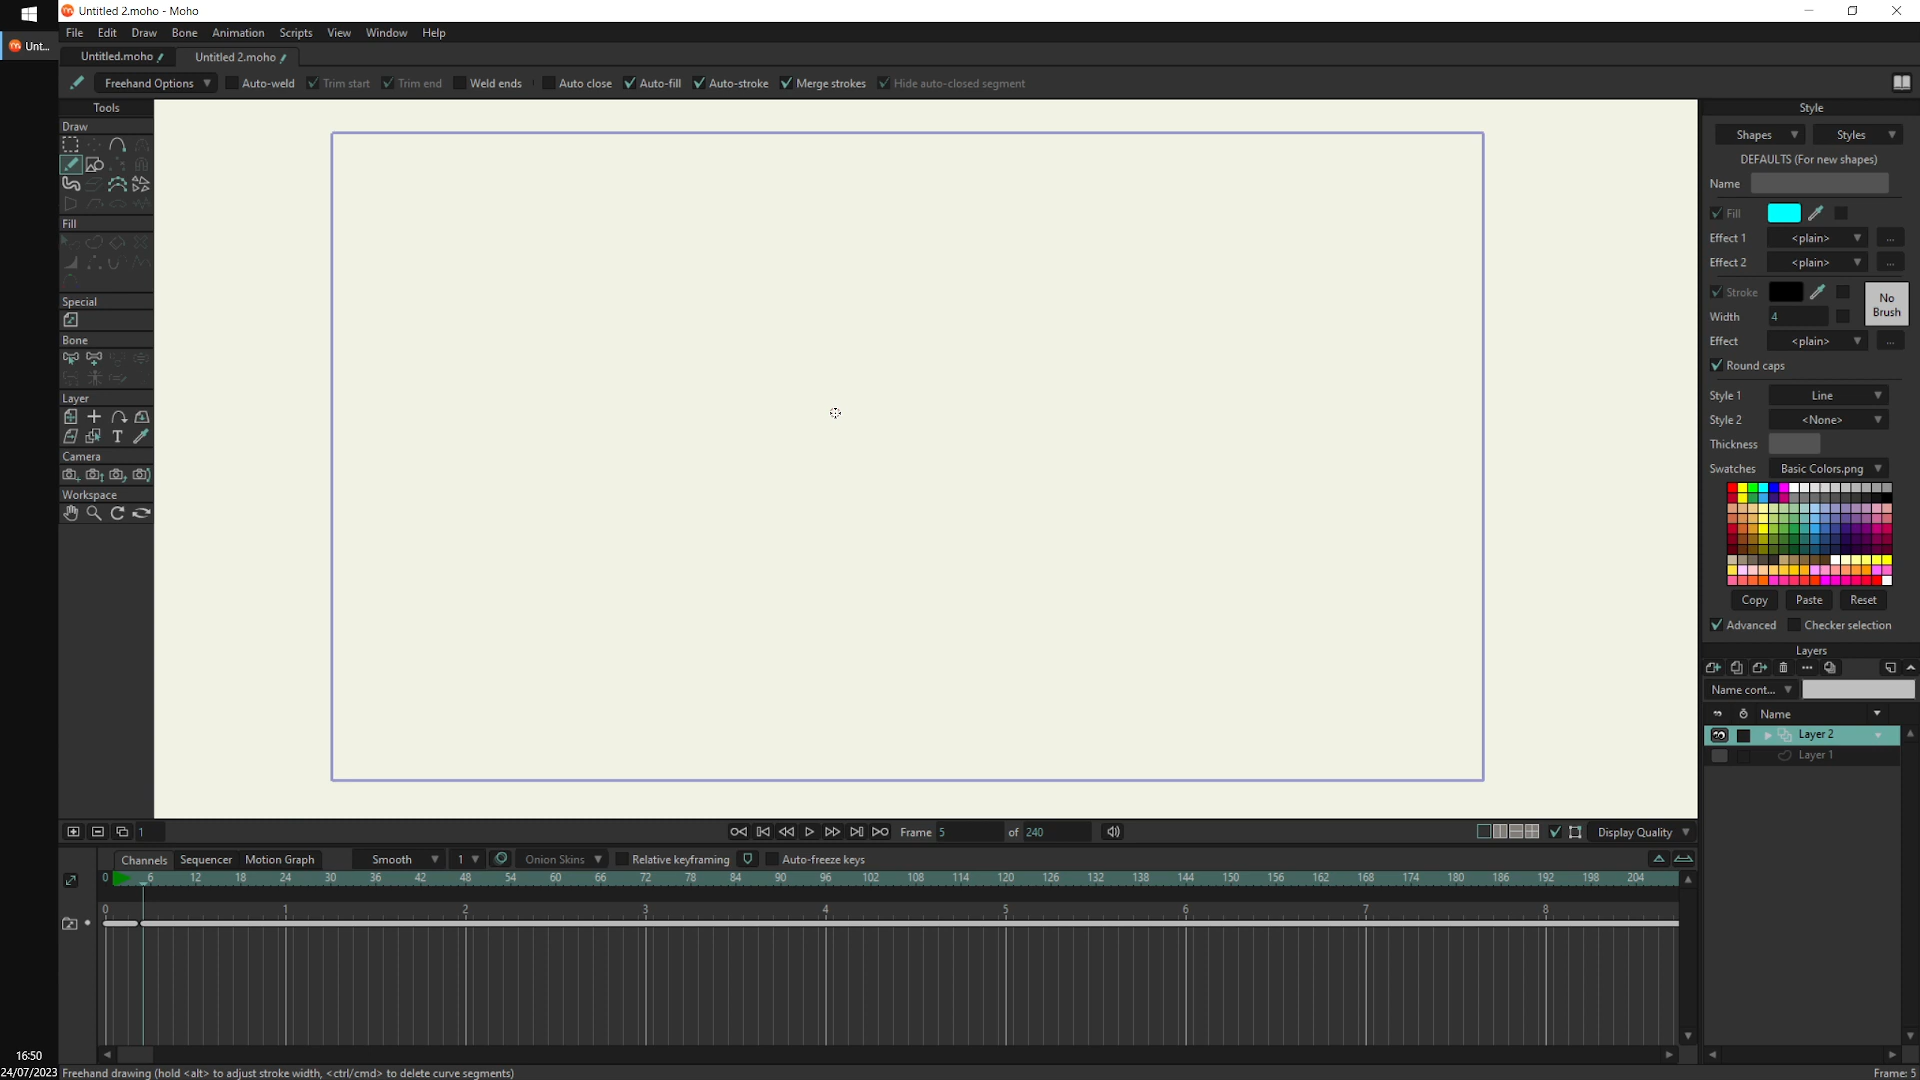 Untitled 2.moho - Moho
Unt...
File Edit Draw Bone Animation Scripts View Window Help
Untitled.moho Untitled 2.moho
Freehand Options Auto-weld Trim start Trim end Weld ends Auto close Auto-fill Auto-stroke Merge strokes Hide auto-closed segment
Tools
Draw
Fill
Special
Bone
Layer
T
Camera
Workspace
Style
Shapes Styles
DEFAULTS (For new shapes)
Name
Fill
Effect 1 <plain> ...
Effect 2 <plain> ...
Stroke
No
Brush
Width 4
Effect <plain> ...
Round caps
Style 1 Line
Style 2 <None>
Thickness
Swatches Basic Colors.png
Copy Paste Reset
Advanced Checker selection
Layers
Name cont...
Name
Layer 2
Layer 1
1 Frame 5 of 240 Display Quality
Channels Sequencer Motion Graph Smooth 1 Onion Skins Relative keyframing Auto-freeze keys
0 6 12 18 24 30 36 42 48 54 60 66 72 78 84 90 96 102 108 114 120 126 132 138 144 150 156 162 168 174 180 186 192 198 204
0 1 2 3 4 5 6 7 8
16:50
24/07/2023
Freehand drawing (hold <alt> to adjust stroke width, <ctrl/cmd> to delete curve segments)
Frame: 5